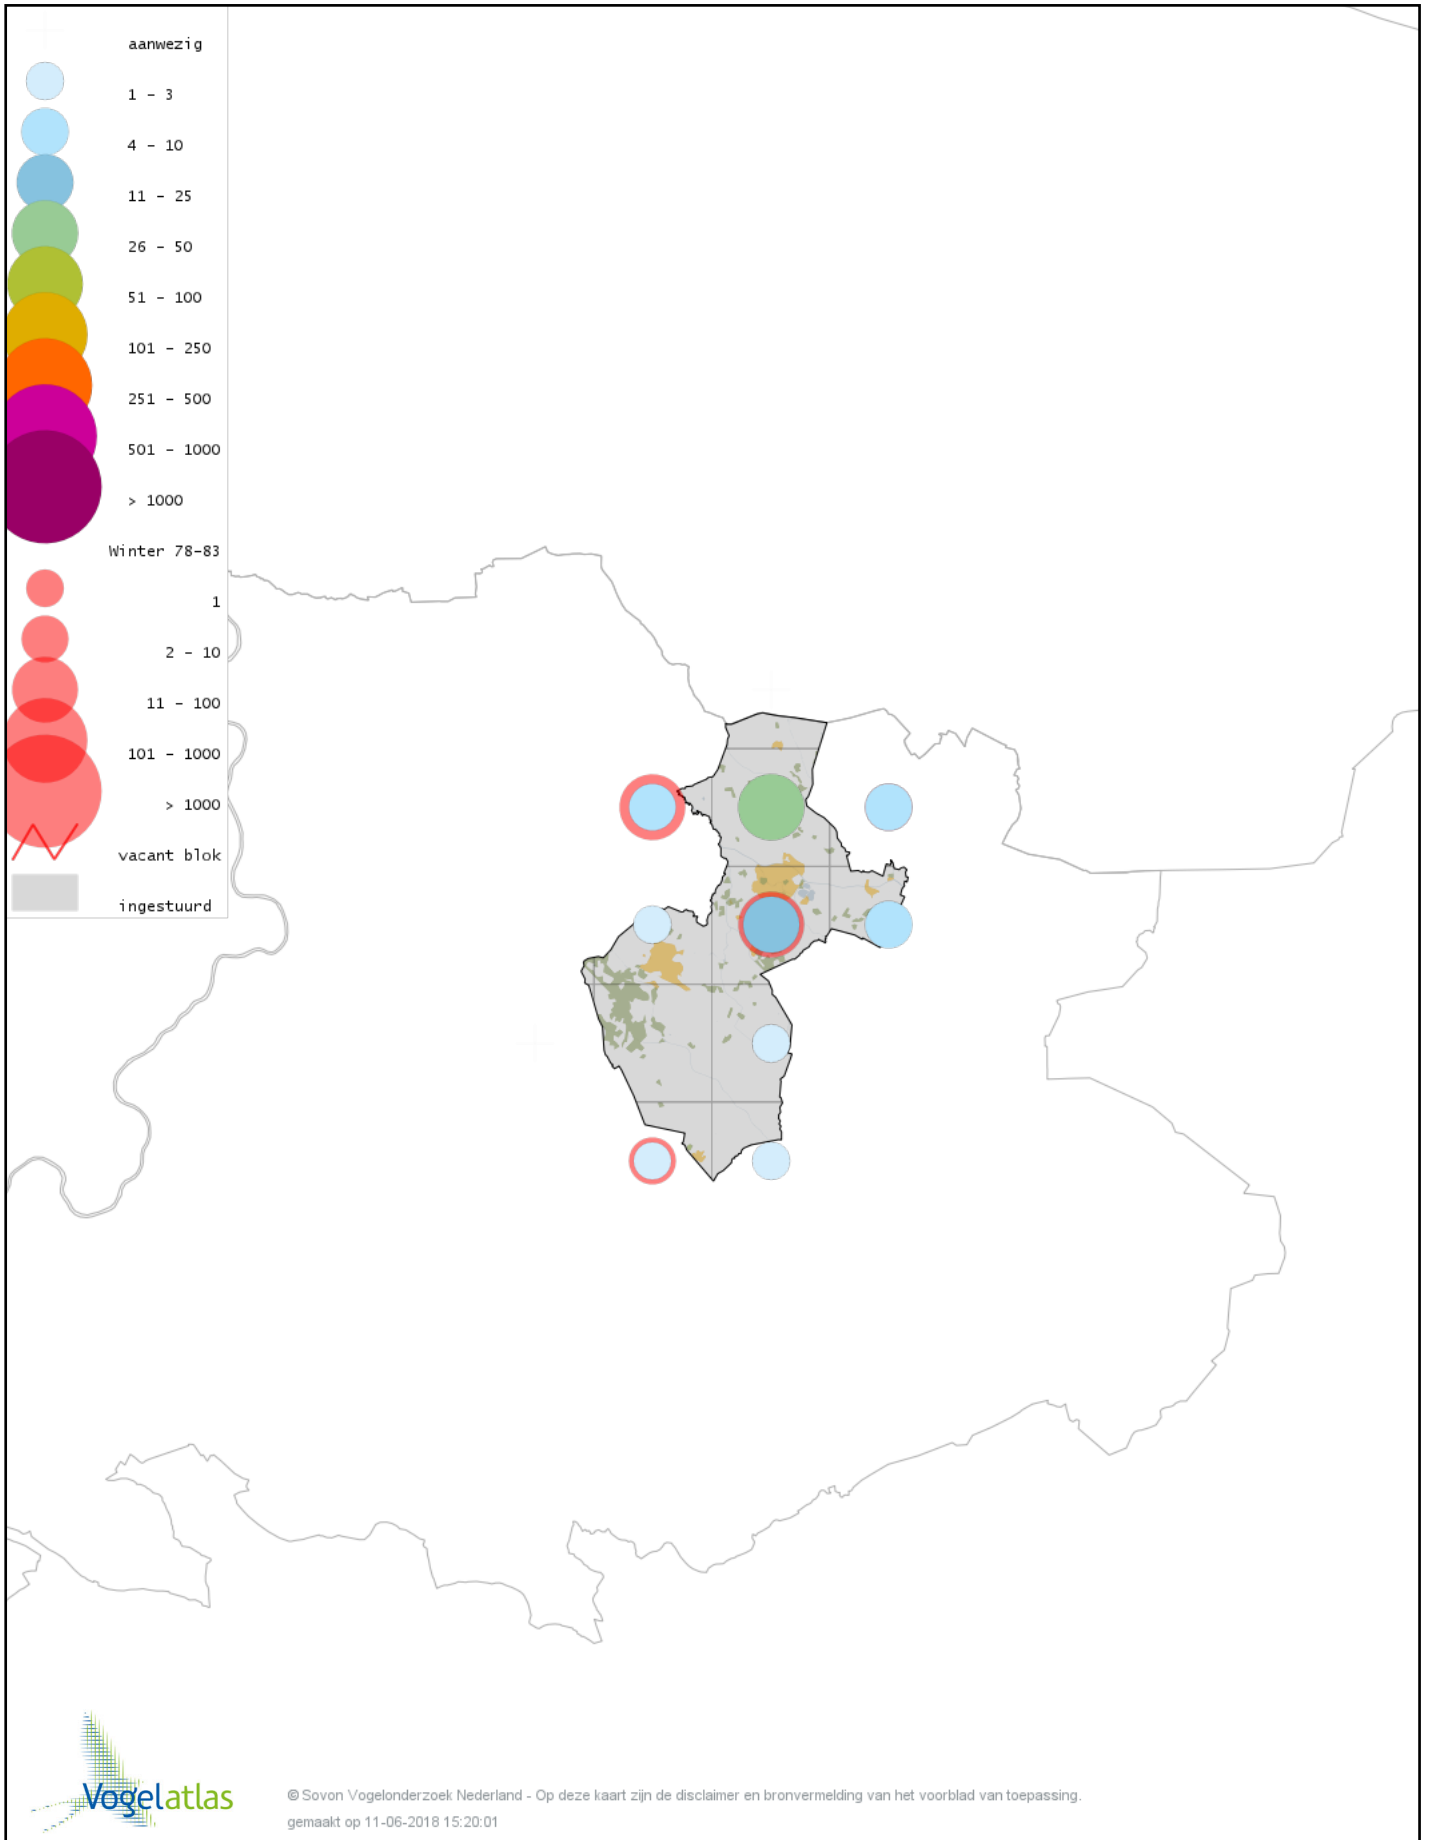 aanwezig
1 - 3
4 - 10
11 - 25
26 - 50
51 - 100
101 - 250
251 - 500
501 - 1000
> 1000
Winter 78-83
1
2 - 10
11 - 100
101 - 1000
> 1000
vacant blok
ingestuurd
Vogelatlas
© Sovon Vogelonderzoek Nederland - Op deze kaart zijn de disclaimer en bronvermelding van het voorblad van toepassing.
gemaakt op 11-06-2018 15:20:01